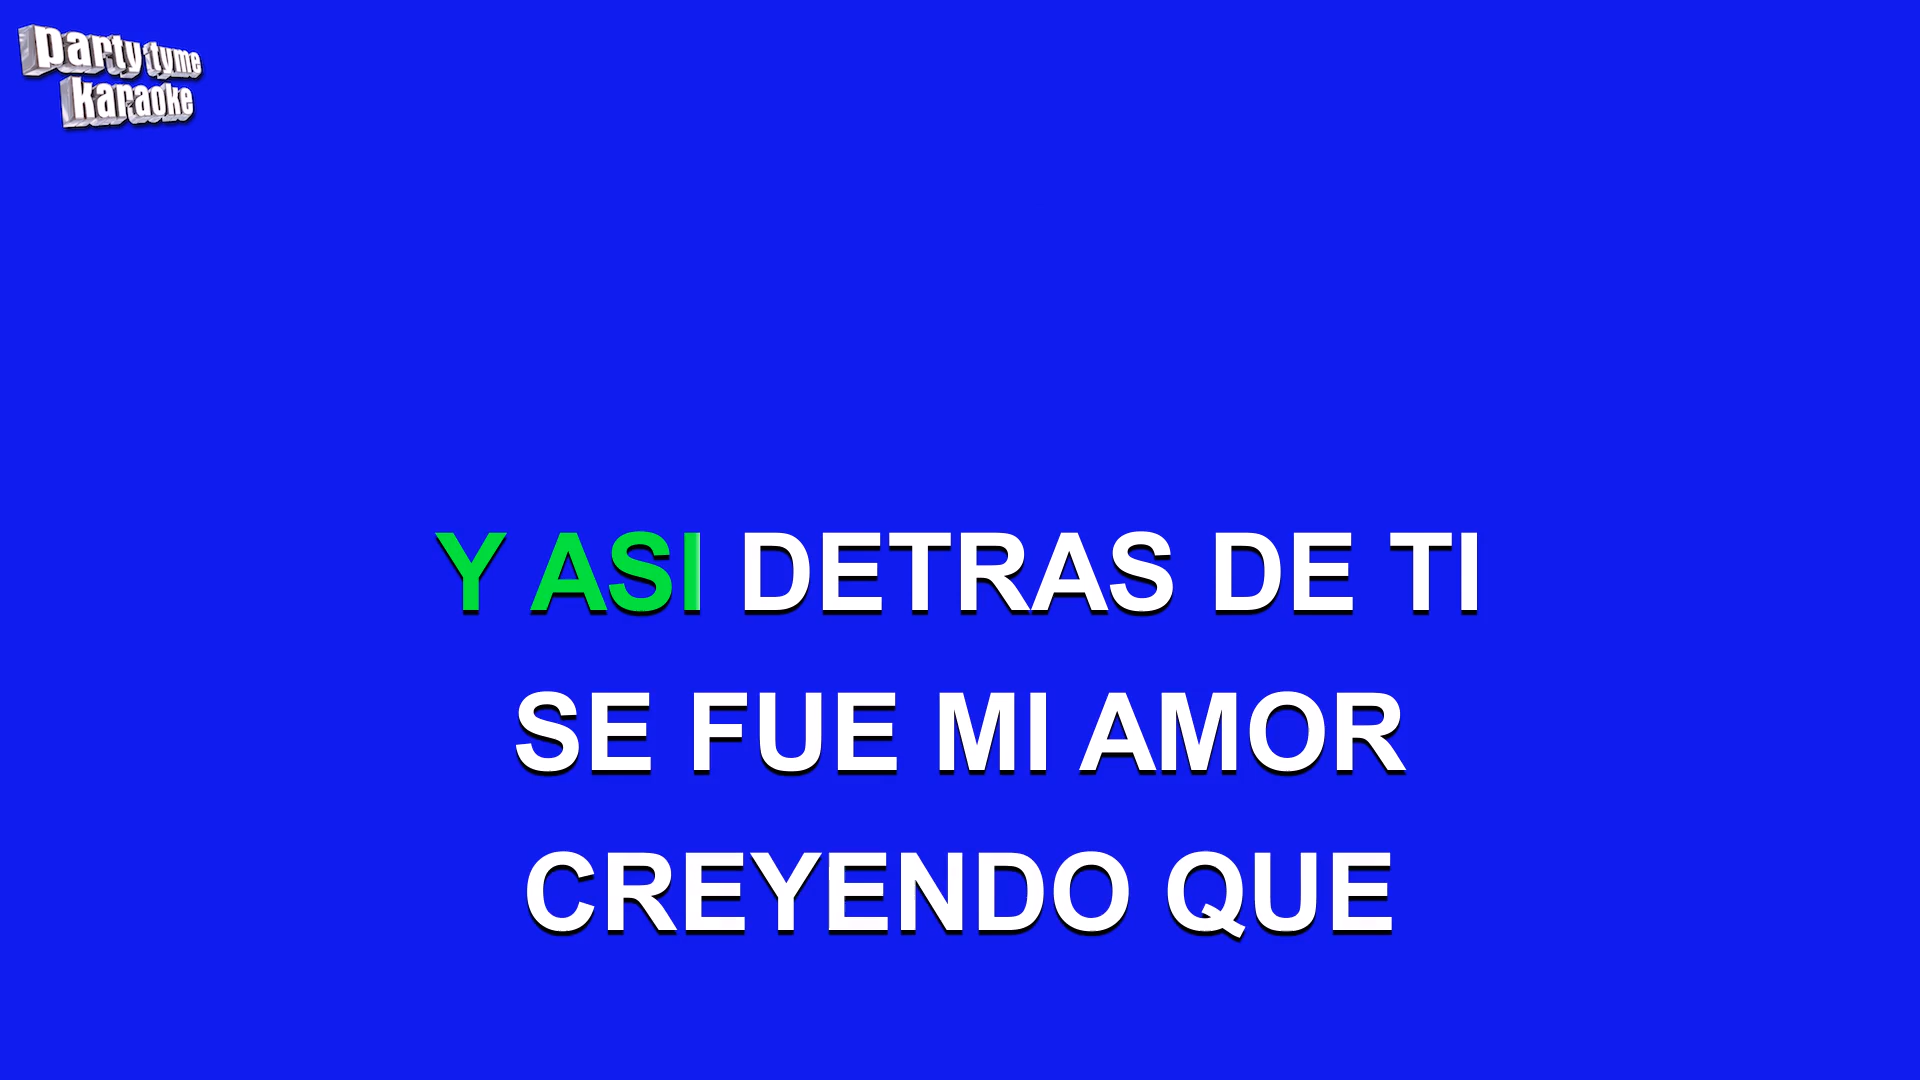 party tyme
karaoke
Y ASI DETRAS DE TI
SE FUE MI AMOR
CREYENDO QUE